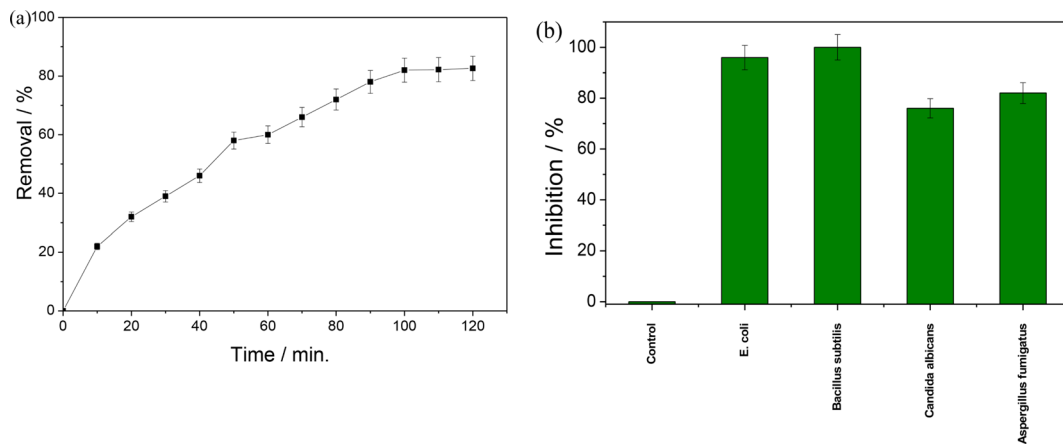 (a)
100
80
60
40
20
0
Removal / %
0 20 40 60 80 100 120
Time / min.
(b)
100
80
60
40
20
0
Inhibition / %
Control
E. coli
Bacillus subtilis
Candida albicans
Aspergillus fumigatus